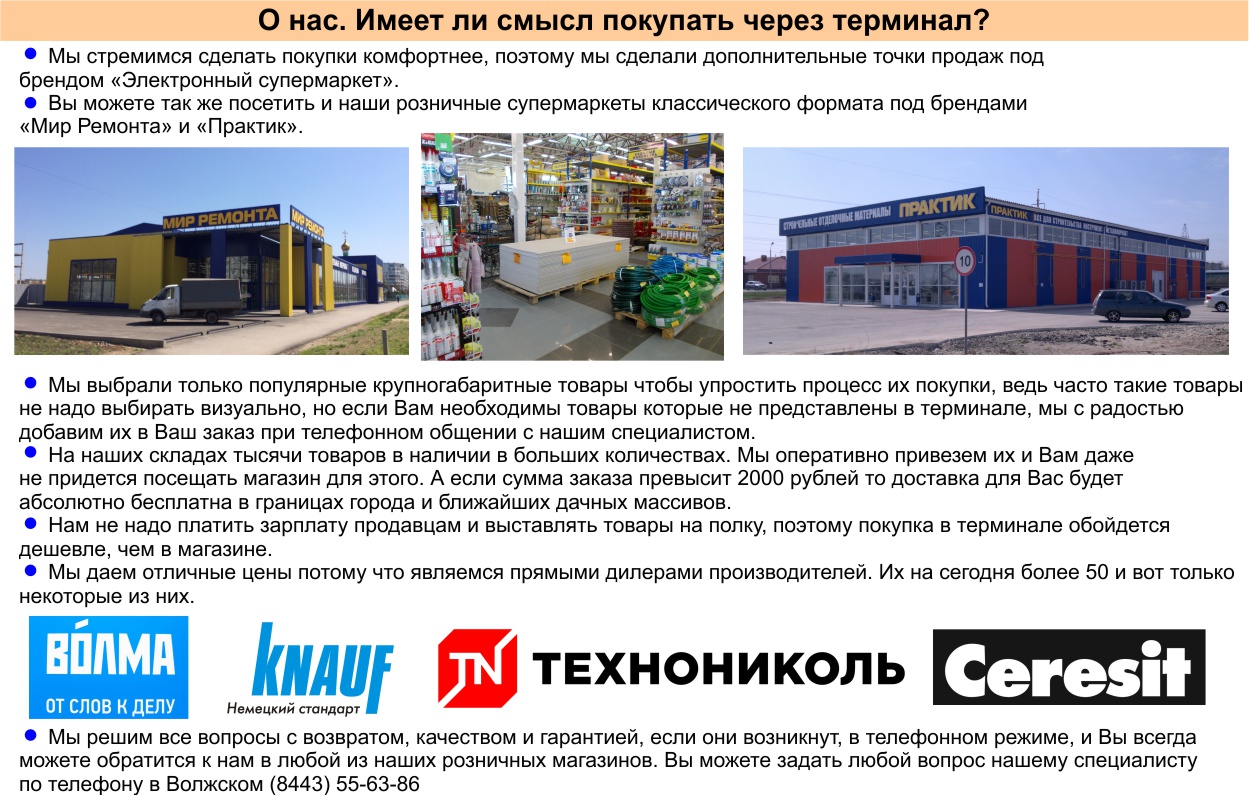 О нас. Имеет ли смысл покупать через терминал?
● Мы стремимся сделать покупки комфортнее, поэтому мы сделали дополнительные точки продаж под
брендом «Электронный супермаркет».
● Вы можете так же посетить и наши розничные супермаркеты классического формата под брендами
«Мир Ремонта» и «Практик».
МИР РЕМОНТА
МИР РЕМОНТА
СТРОИТЕЛЬНЫЕ ОТДЕЛОЧНЫЕ МАТЕРИАЛЫ ПРАКТИК
ПРАКТИК ВСЕ ДЛЯ СТРОИТЕЛЬСТВА
10
● Мы выбрали только популярные крупногабаритные товары чтобы упростить процесс их покупки, ведь часто такие товары
не надо выбирать визуально, но если Вам необходимы товары которые не представлены в терминале, мы с радостью
добавим их в Ваш заказ при телефонном общении с нашим специалистом.
● На наших складах тысячи товаров в наличии в больших количествах. Мы оперативно привезем их и Вам даже
не придется посещать магазин для этого. А если сумма заказа превысит 2000 рублей то доставка для Вас будет
абсолютно бесплатна в границах города и ближайших дачных массивов.
● Нам не надо платить зарплату продавцам и выставлять товары на полку, поэтому покупка в терминале обойдется
дешевле, чем в магазине.
● Мы даем отличные цены потому что являемся прямыми дилерами производителей. Их на сегодня более 50 и вот только
некоторые из них.
ВО́ЛМА
ОТ СЛОВ К ДЕЛУ
KNAUF
Немецкий стандарт
TN ТЕХНОНИКОЛЬ
Ceresit
● Мы решим все вопросы с возвратом, качеством и гарантией, если они возникнут, в телефонном режиме, и Вы всегда
можете обратится к нам в любой из наших розничных магазинов. Вы можете задать любой вопрос нашему специалисту
по телефону в Волжском (8443) 55-63-86